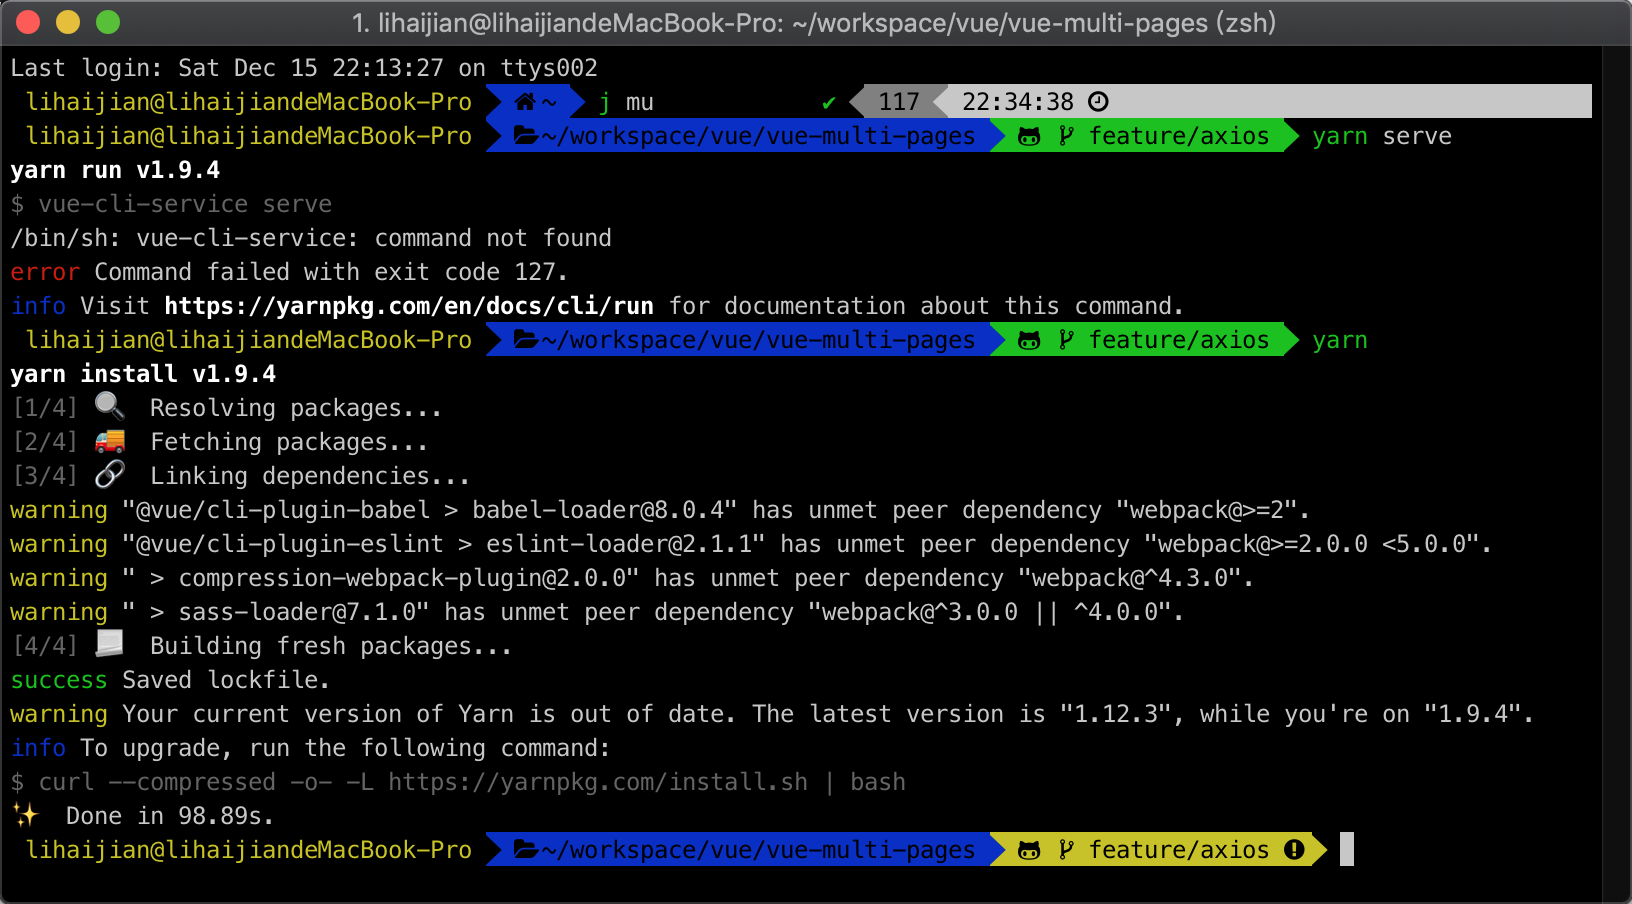 1. lihaijian@lihaijiandeMacBook-Pro: ~/workspace/vue/vue-multi-pages (zsh)
Last login: Sat Dec 15 22:13:27 on ttys002
lihaijian@lihaijiandeMacBook-Pro ~ j mu ✔ 117 22:34:38
lihaijian@lihaijiandeMacBook-Pro ~/workspace/vue/vue-multi-pages feature/axios yarn serve
yarn run v1.9.4
$ vue-cli-service serve
/bin/sh: vue-cli-service: command not found
error Command failed with exit code 127.
info Visit https://yarnpkg.com/en/docs/cli/run for documentation about this command.
lihaijian@lihaijiandeMacBook-Pro ~/workspace/vue/vue-multi-pages feature/axios yarn
yarn install v1.9.4
[1/4] 🔍 Resolving packages...
[2/4] 🚚 Fetching packages...
[3/4] 🔗 Linking dependencies...
warning "@vue/cli-plugin-babel > babel-loader@8.0.4" has unmet peer dependency "webpack@>=2".
warning "@vue/cli-plugin-eslint > eslint-loader@2.1.1" has unmet peer dependency "webpack@>=2.0.0 <5.0.0".
warning " > compression-webpack-plugin@2.0.0" has unmet peer dependency "webpack@^4.3.0".
warning " > sass-loader@7.1.0" has unmet peer dependency "webpack@^3.0.0 || ^4.0.0".
[4/4] 📃 Building fresh packages...
success Saved lockfile.
warning Your current version of Yarn is out of date. The latest version is "1.12.3", while you're on "1.9.4".
info To upgrade, run the following command:
$ curl --compressed -o- -L https://yarnpkg.com/install.sh | bash
✨ Done in 98.89s.
lihaijian@lihaijiandeMacBook-Pro ~/workspace/vue/vue-multi-pages feature/axios